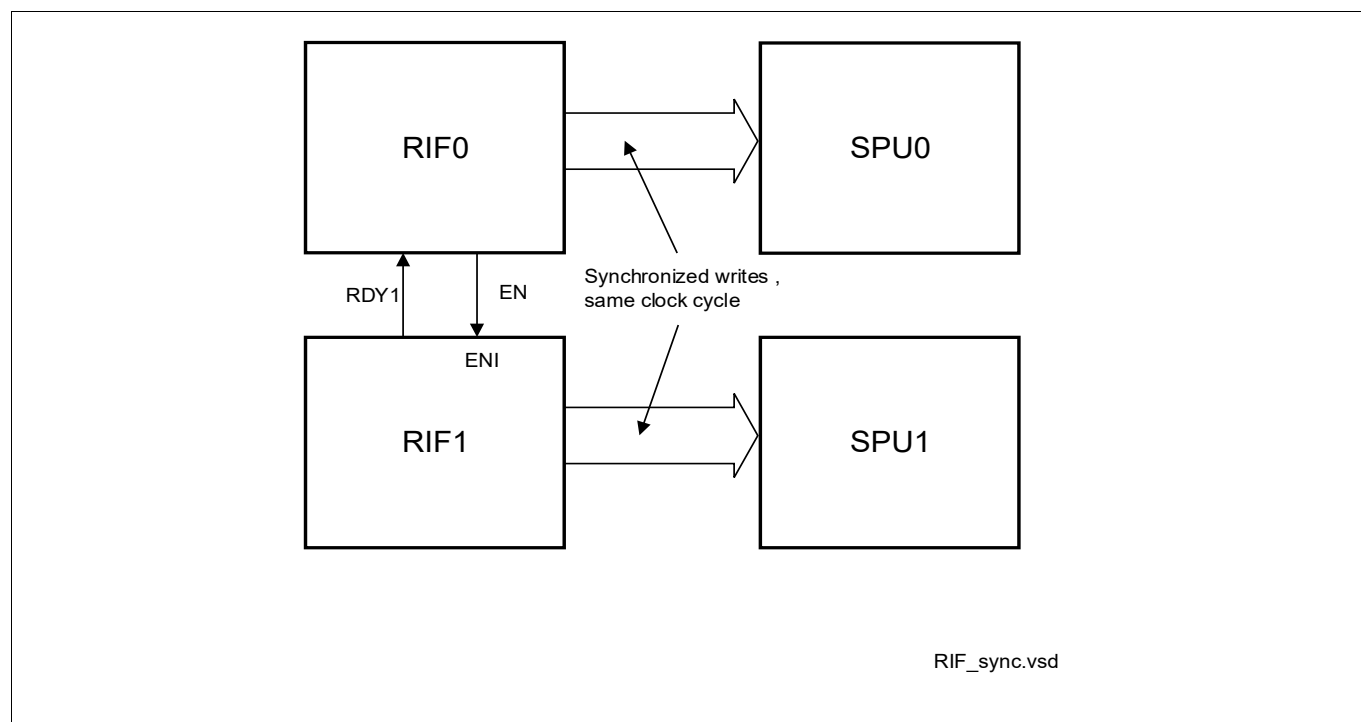 RIF0
SPU0
RDY1
EN
Synchronized writes ,
same clock cycle
ENI
RIF1
SPU1
RIF_sync.vsd